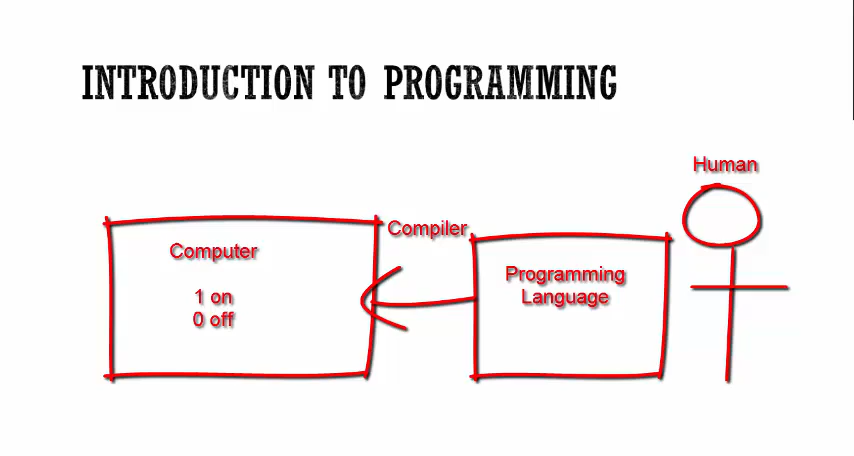 INTRODUCTION TO PROGRAMMING
Human
Compiler
Computer
1 on
0 off
Programming
Language